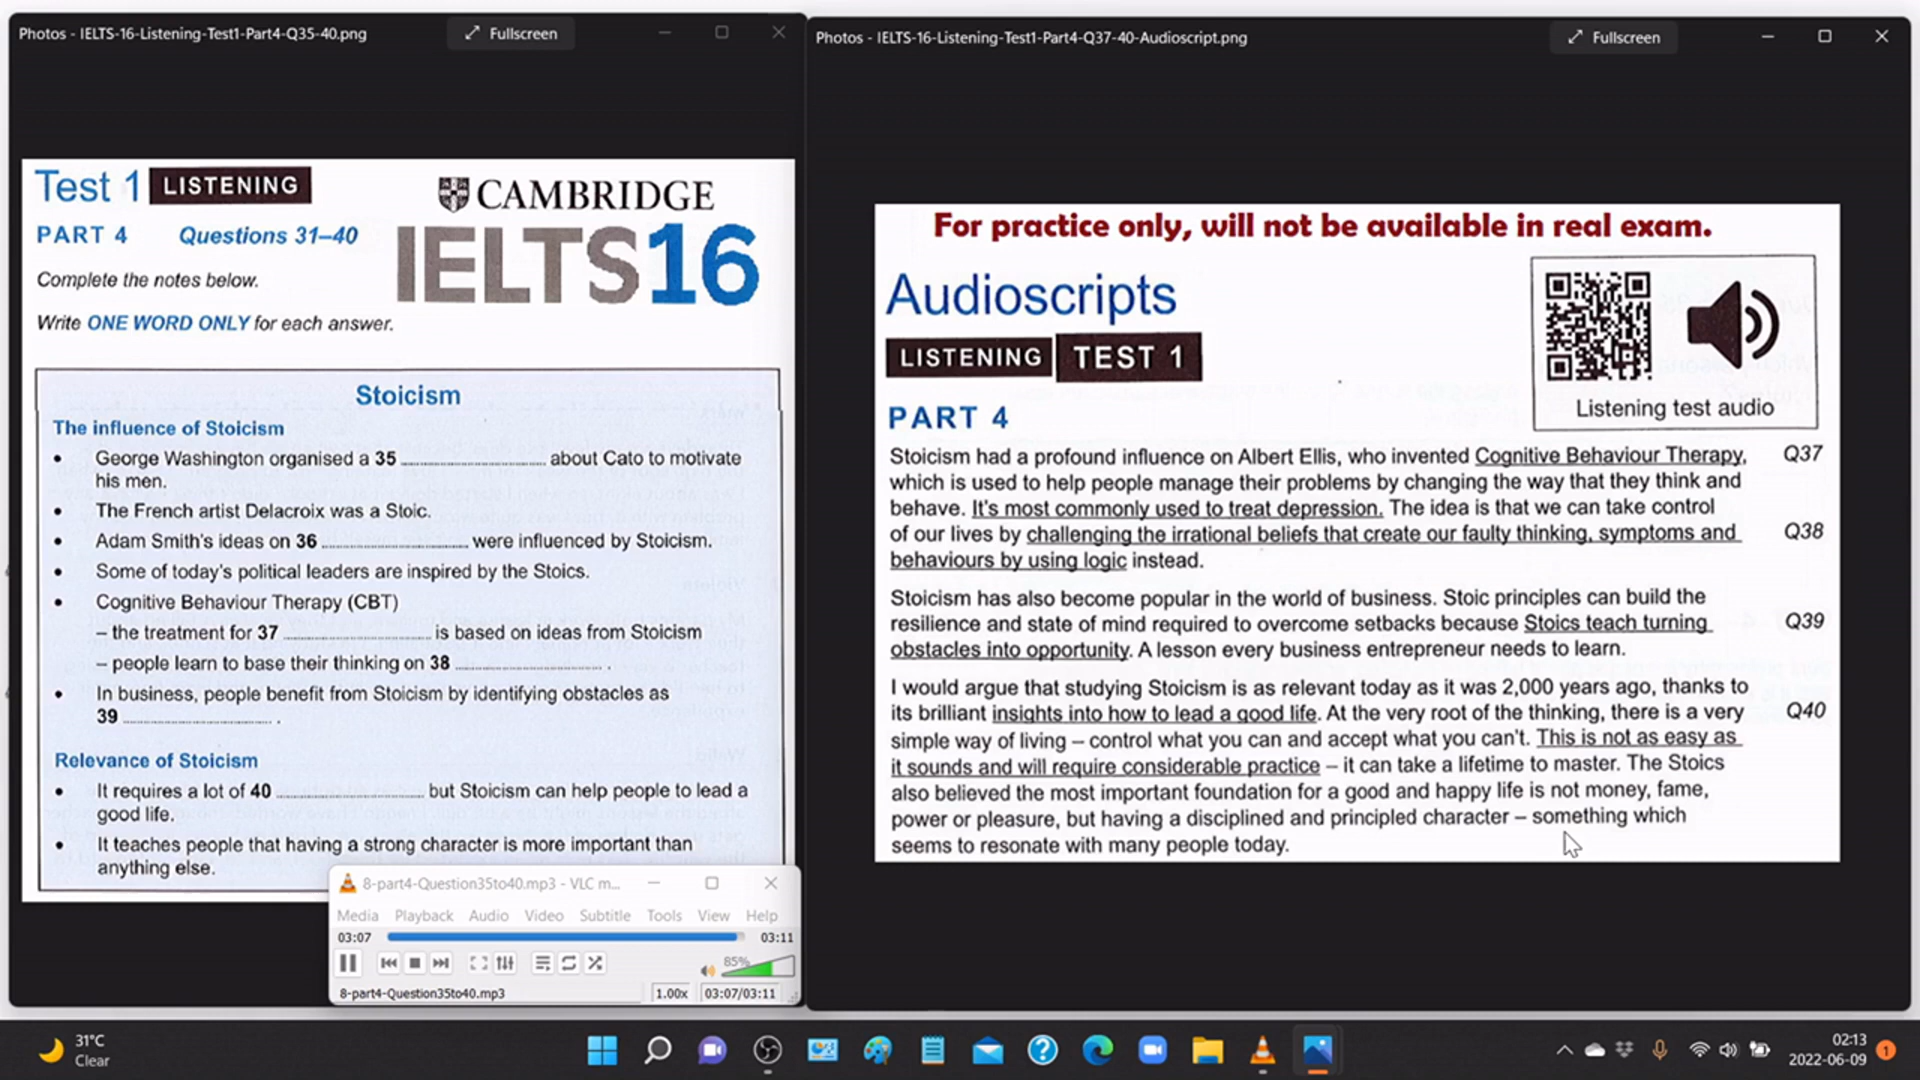 Photos - IELTS-16-Listening-Test1-Part4-Q35-40.png
Fullscreen
Test 1 LISTENING
CAMBRIDGE
IELTS16
PART 4 Questions 31–40
Complete the notes below.
Write ONE WORD ONLY for each answer.
Stoicism
The influence of Stoicism
• George Washington organised a 35 .................... about Cato to motivate
his men.
• The French artist Delacroix was a Stoic.
• Adam Smith's ideas on 36 .................... were influenced by Stoicism.
• Some of today's political leaders are inspired by the Stoics.
• Cognitive Behaviour Therapy (CBT)
– the treatment for 37 .................... is based on ideas from Stoicism
– people learn to base their thinking on 38 .................... .
• In business, people benefit from Stoicism by identifying obstacles as
39 .................... .
Relevance of Stoicism
• It requires a lot of 40 .................... but Stoicism can help people to lead a
good life.
• It teaches people that having a strong character is more important than
anything else.
8-part4-Question35to40.mp3 - VLC m...
Media Playback Audio Video Subtitle Tools View Help
03:07 03:11
85%
8-part4-Question35to40.mp3 1.00x 03:07/03:11
Photos - IELTS-16-Listening-Test1-Part4-Q37-40-Audioscript.png
Fullscreen
For practice only, will not be available in real exam.
Audioscripts
LISTENING TEST 1
Listening test audio
PART 4
Stoicism had a profound influence on Albert Ellis, who invented Cognitive Behaviour Therapy, Q37
which is used to help people manage their problems by changing the way that they think and
behave. It's most commonly used to treat depression. The idea is that we can take control
of our lives by challenging the irrational beliefs that create our faulty thinking, symptoms and Q38
behaviours by using logic instead.
Stoicism has also become popular in the world of business. Stoic principles can build the
resilience and state of mind required to overcome setbacks because Stoics teach turning Q39
obstacles into opportunity. A lesson every business entrepreneur needs to learn.
I would argue that studying Stoicism is as relevant today as it was 2,000 years ago, thanks to
its brilliant insights into how to lead a good life. At the very root of the thinking, there is a very Q40
simple way of living – control what you can and accept what you can't. This is not as easy as
it sounds and will require considerable practice – it can take a lifetime to master. The Stoics
also believed the most important foundation for a good and happy life is not money, fame,
power or pleasure, but having a disciplined and principled character – something which
seems to resonate with many people today.
31°C
Clear
02:13
2022-06-09
1